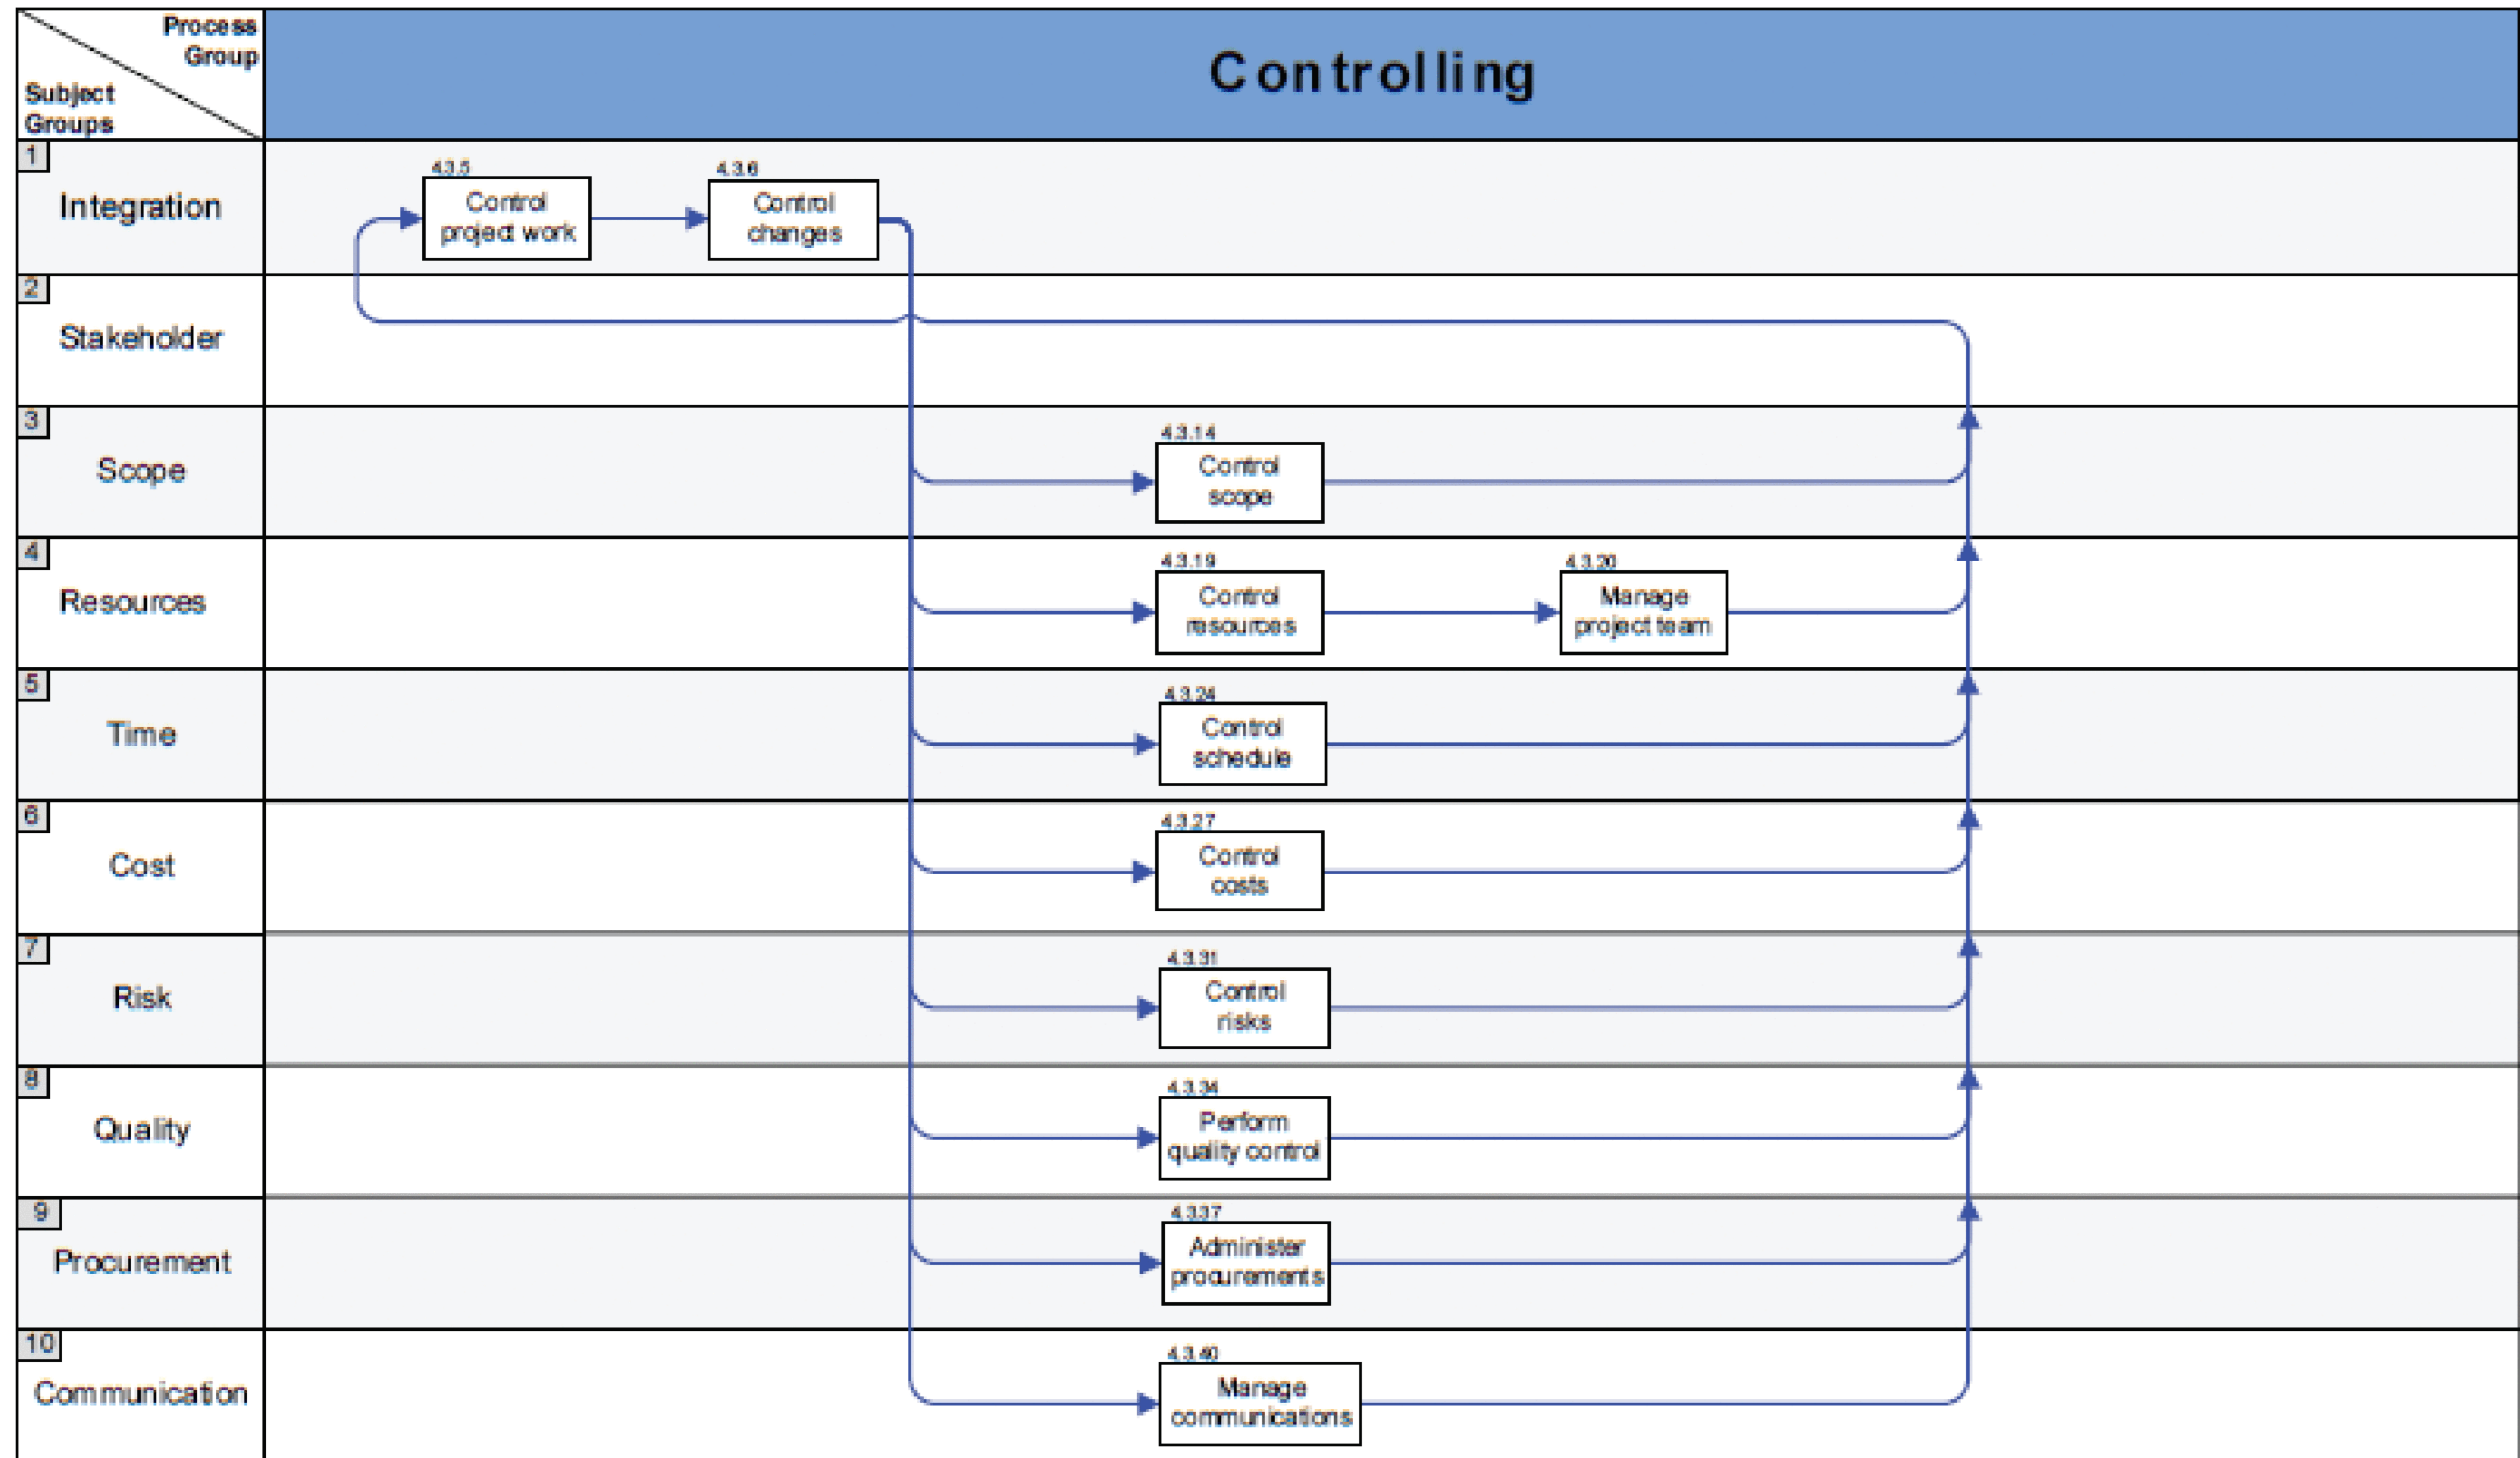 Process
Group
Subject
Groups
Controlling
1
Integration
4.3.5
Control
project work
4.3.6
Control
changes
2
Stakeholder
3
Scope
4.3.14
Control
scope
4
Resources
4.3.19
Control
resources
4.3.20
Manage
project team
5
Time
4.3.24
Control
schedule
6
Cost
4.3.27
Control
costs
7
Risk
4.3.31
Control
risks
8
Quality
4.3.34
Perform
quality control
9
Procurement
4.3.37
Administer
procurements
10
Communication
4.3.40
Manage
communications